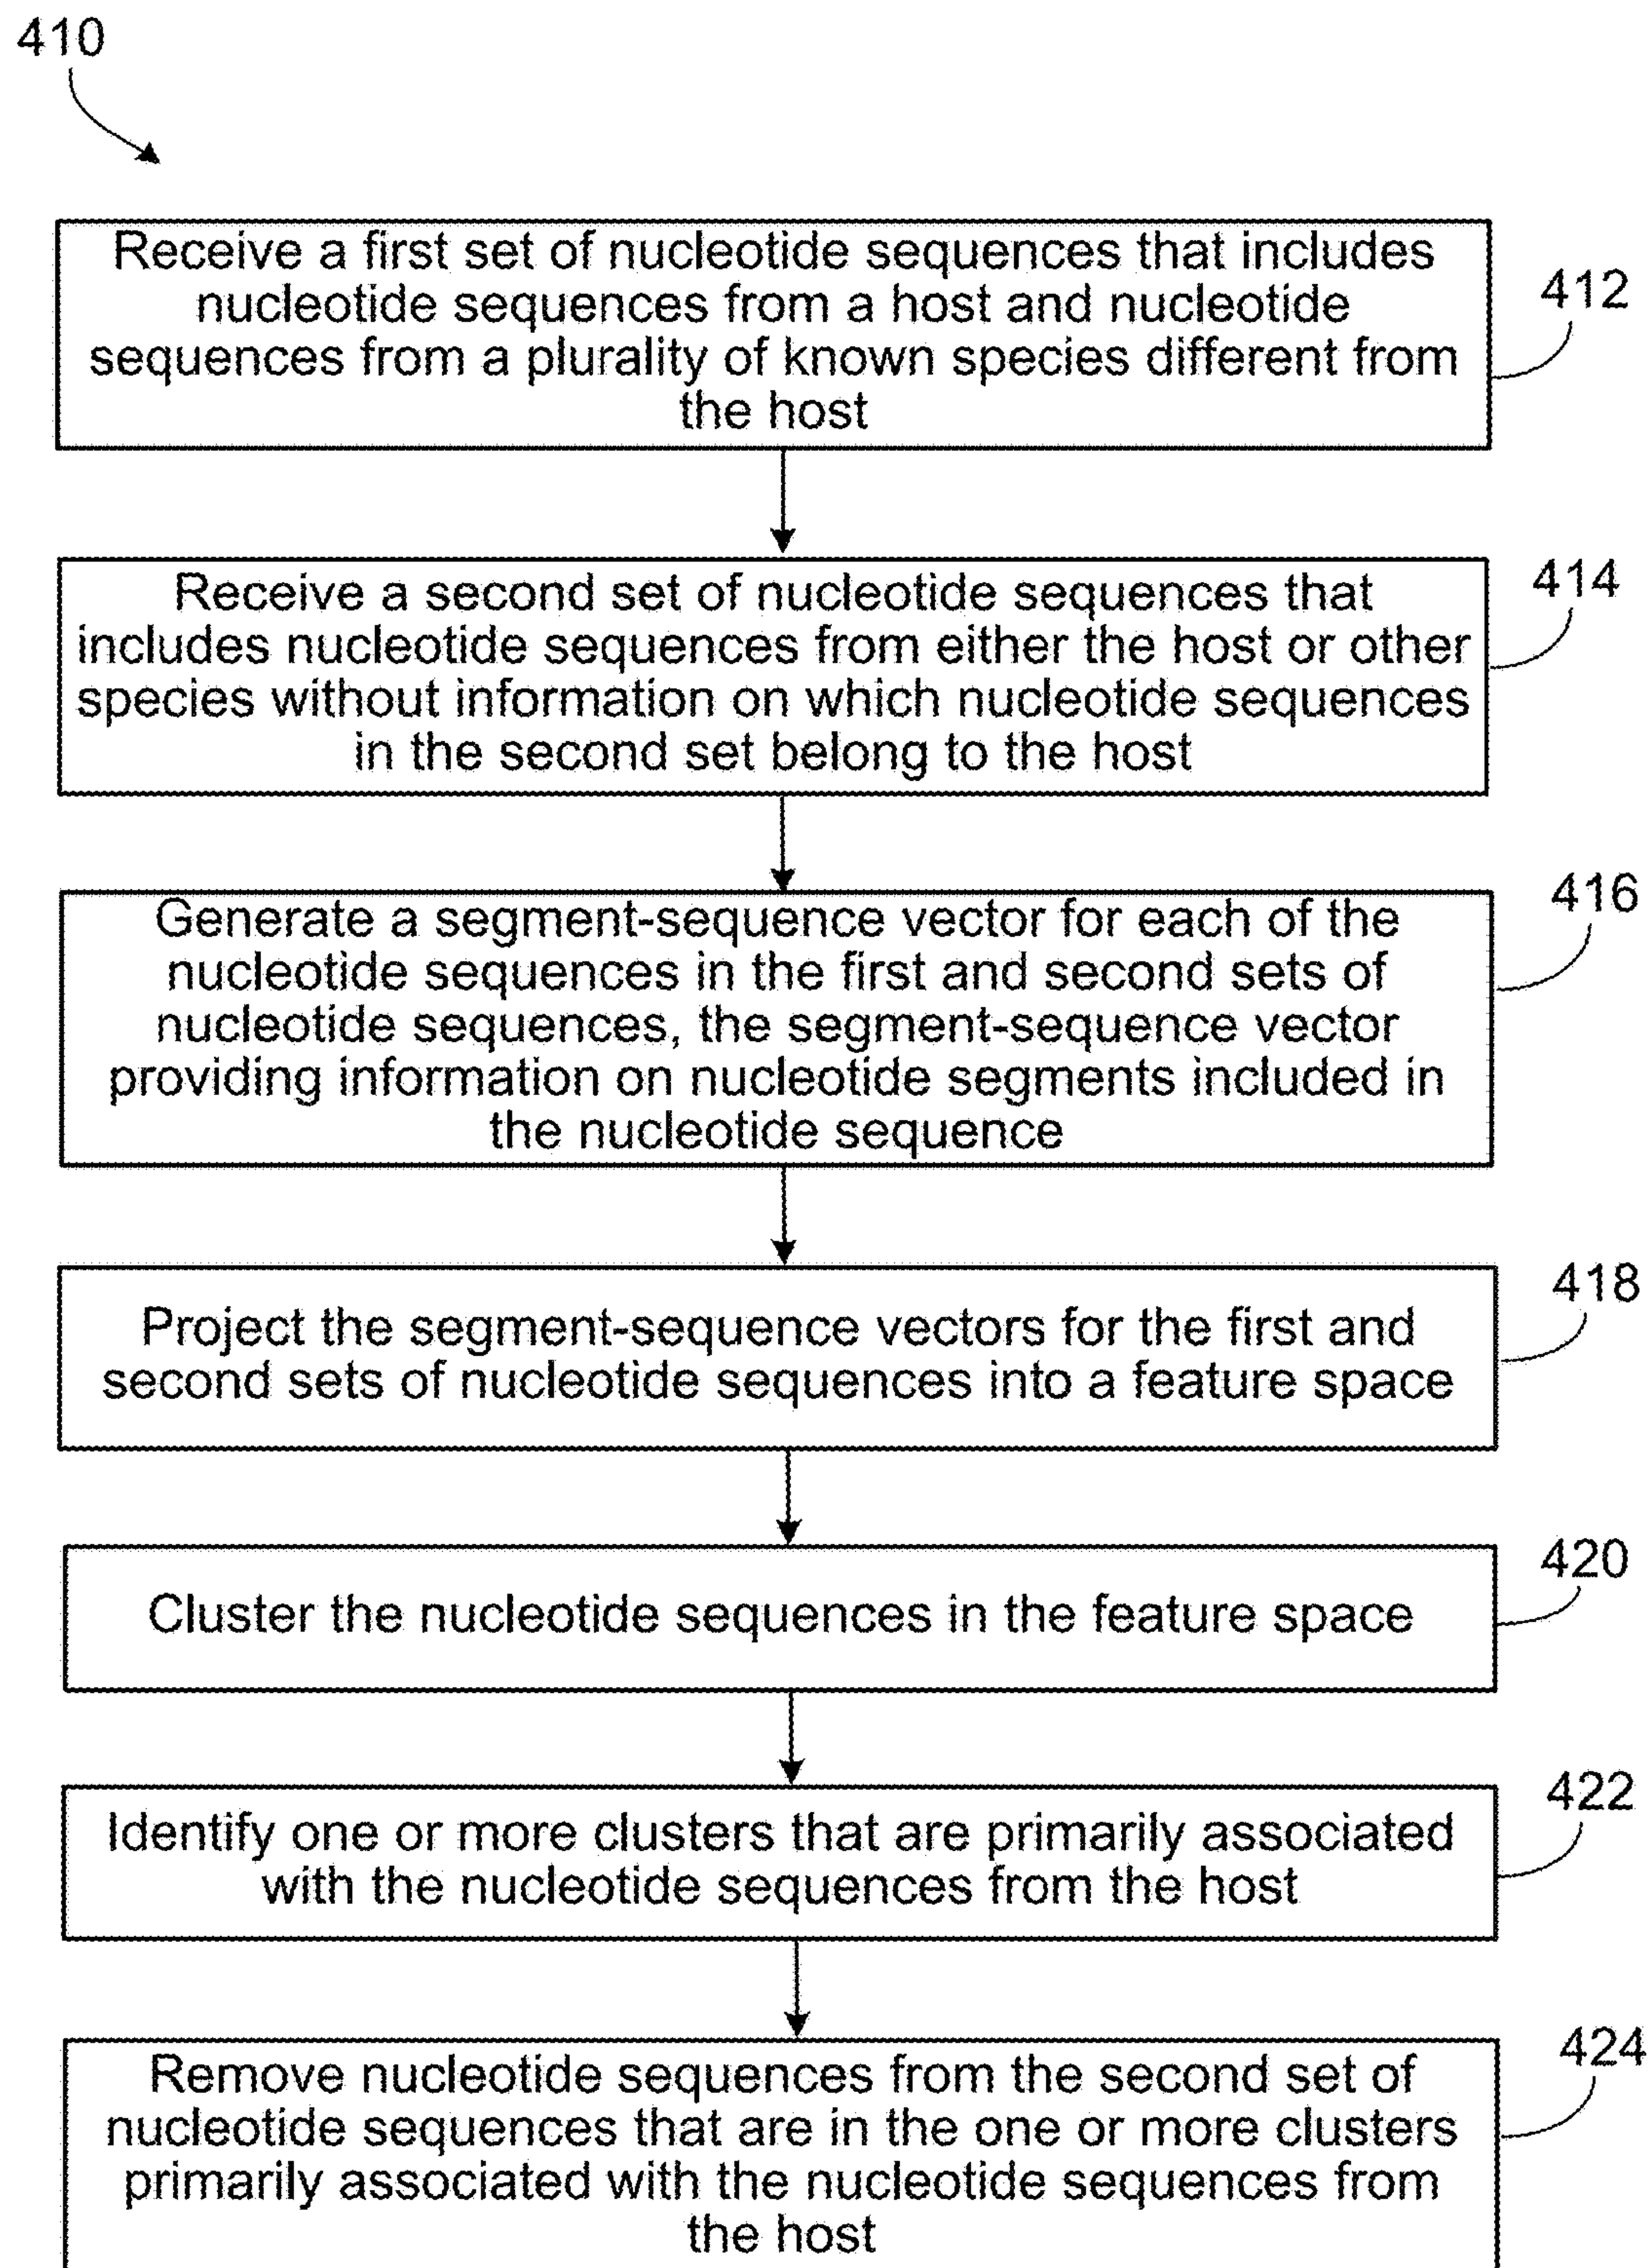 410
Receive a first set of nucleotide sequences that includes
nucleotide sequences from a host and nucleotide
sequences from a plurality of known species different from
the host
412
Receive a second set of nucleotide sequences that
includes nucleotide sequences from either the host or other
species without information on which nucleotide sequences
in the second set belong to the host
414
Generate a segment-sequence vector for each of the
nucleotide sequences in the first and second sets of
nucleotide sequences, the segment-sequence vector
providing information on nucleotide segments included in
the nucleotide sequence
416
Project the segment-sequence vectors for the first and
second sets of nucleotide sequences into a feature space
418
Cluster the nucleotide sequences in the feature space
420
Identify one or more clusters that are primarily associated
with the nucleotide sequences from the host
422
Remove nucleotide sequences from the second set of
nucleotide sequences that are in the one or more clusters
primarily associated with the nucleotide sequences from
the host
424